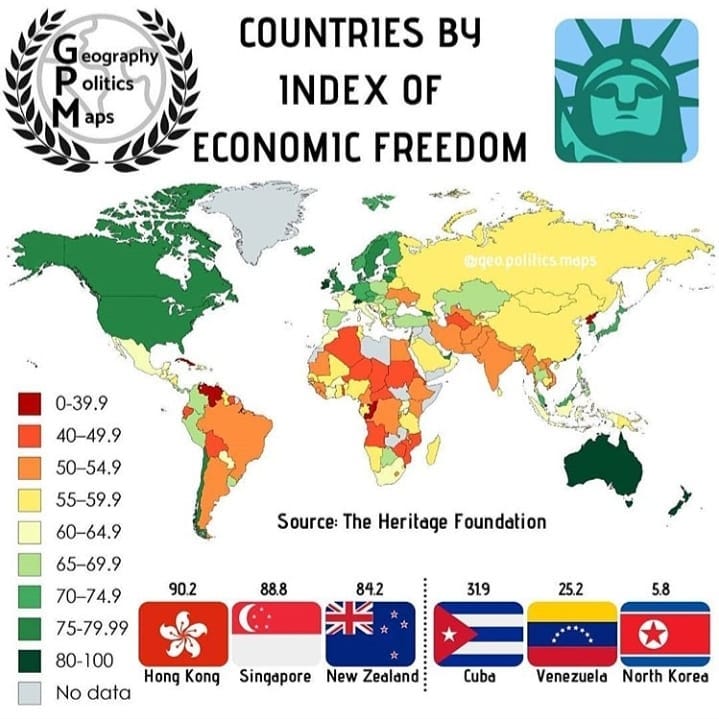 Geography
Politics
Maps
COUNTRIES BY
INDEX OF
ECONOMIC FREEDOM
@geo.politics.maps
0-39.9
40–49.9
50–54.9
55–59.9
60–64.9
65–69.9
70–74.9
75-79.99
80-100
No data
Source: The Heritage Foundation
90.2 88.8 84.2 31.9 25.2 5.8
Hong Kong Singapore New Zealand Cuba Venezuela North Korea